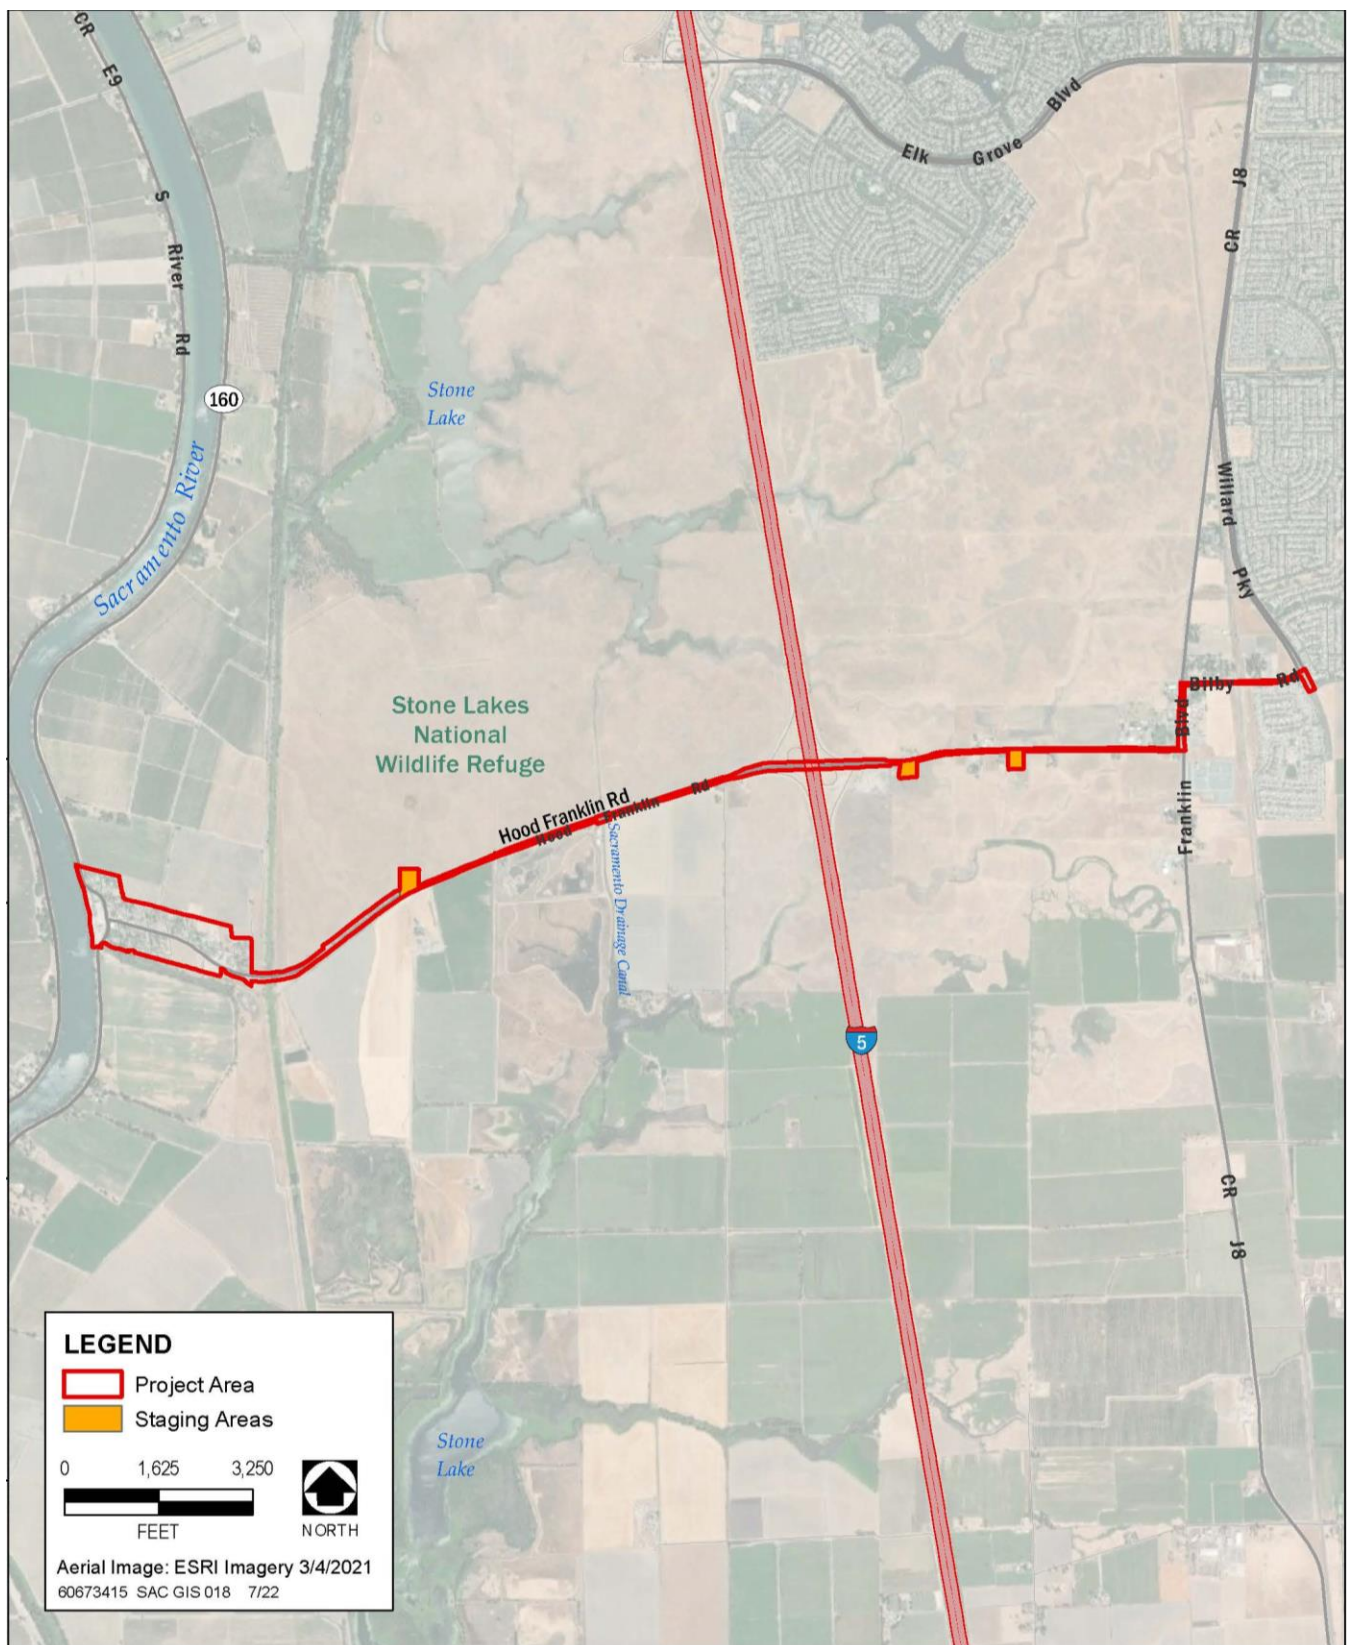 CR E9
Elk Grove Blvd
CR J8
S River Rd
160
Stone
Lake
Sacramento River
Willard Pky
Stone Lakes
National
Wildlife Refuge
Bilby Rd
Franklin Blvd
Hood Franklin Rd
Hood Franklin Rd
Sacramento Drainage Canal
5
CR J8
Stone
Lake
LEGEND
Project Area
Staging Areas
0 1,625 3,250
FEET
NORTH
Aerial Image: ESRI Imagery 3/4/2021
60673415 SAC GIS 018 7/22